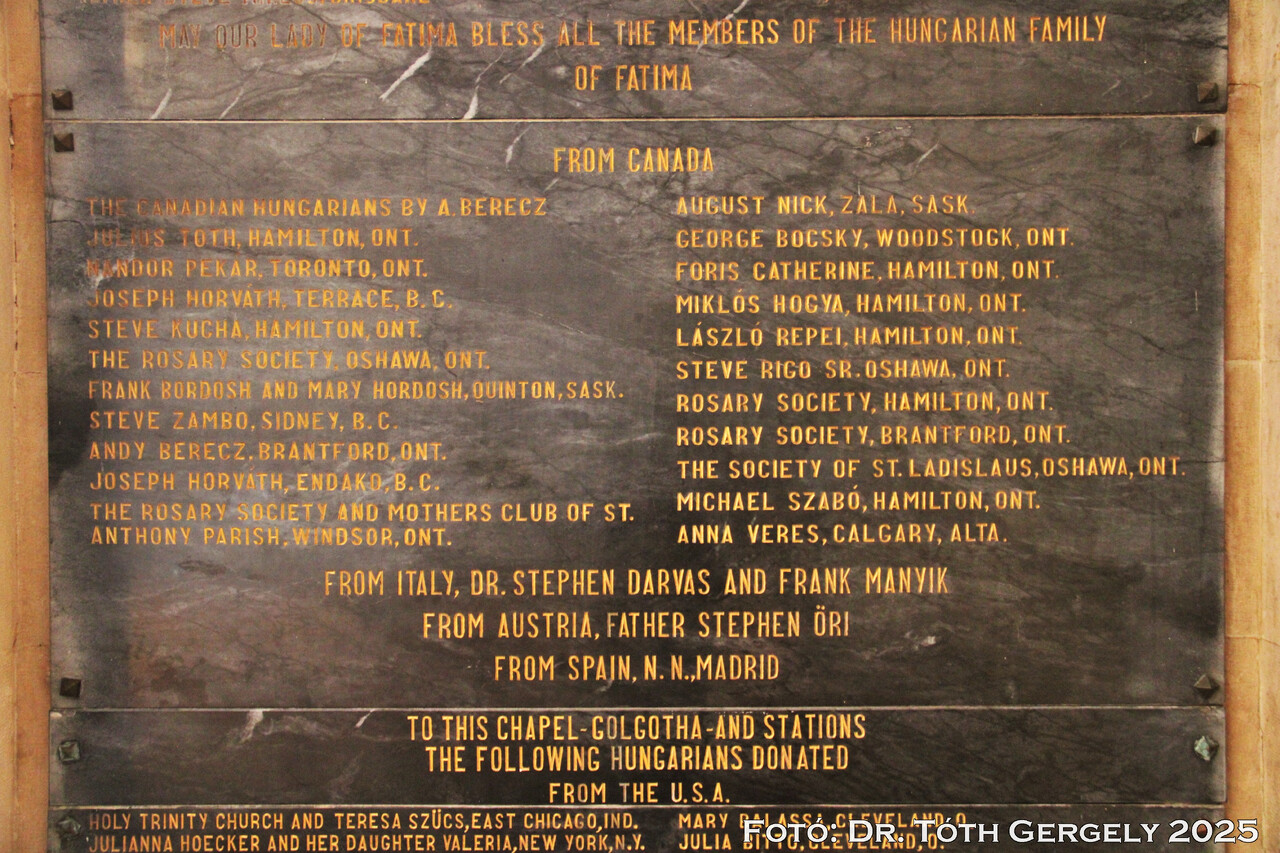 MAY OUR LADY OF FATIMA BLESS ALL THE MEMBERS OF THE HUNGARIAN FAMILY
OF FATIMA
FROM CANADA
THE CANADIAN HUNGARIANS BY A. BERECZ
JULIUS TOTH, HAMILTON, ONT.
NANDOR PEKAR, TORONTO, ONT.
JOSEPH HORVÁTH, TERRACE, B.C.
STEVE KUCHA, HAMILTON, ONT.
THE ROSARY SOCIETY, OSHAWA, ONT.
FRANK BORDOSH AND MARY HORDOSH, QUINTON, SASK.
STEVE ZAMBO, SIDNEY, B.C.
ANDY BERECZ. BRANTFORD, ONT.
JOSEPH HORVÁTH, ENDAKO, B.C.
THE ROSARY SOCIETY AND MOTHERS CLUB OF ST.
ANTHONY PARISH, WINDSOR, ONT.
AUGUST NICK, ZALA, SASK.
GEORGE BOCSKY, WOODSTOCK, ONT.
FORIS CATHERINE, HAMILTON, ONT.
MIKLÓS HOGYA, HAMILTON, ONT.
LÁSZLÓ REPEI, HAMILTON, ONT.
STEVE RIGO SR. OSHAWA, ONT.
ROSARY SOCIETY, HAMILTON, ONT.
ROSARY SOCIETY, BRANTFORD, ONT.
THE SOCIETY OF ST. LADISLAUS, OSHAWA, ONT.
MICHAEL SZABÓ, HAMILTON, ONT.
ANNA VERES, CALGARY, ALTA.
FROM ITALY, DR. STEPHEN DARVAS AND FRANK MANYIK
FROM AUSTRIA, FATHER STEPHEN ÖRI
FROM SPAIN, N. N., MADRID
TO THIS CHAPEL-GOLGOTHA-AND STATIONS
THE FOLLOWING HUNGARIANS DONATED
FROM THE U.S.A.
HOLY TRINITY CHURCH AND TERESA SZÜCS, EAST CHICAGO, IND.
JULIANNA HOECKER AND HER DAUGHTER VALERIA, NEW YORK, N.Y.
MARY CLEVELAND, O.
JULIA BITTO, CLEVELAND, O.
FOTÓ: DR. TÓTH GERGELY 2025